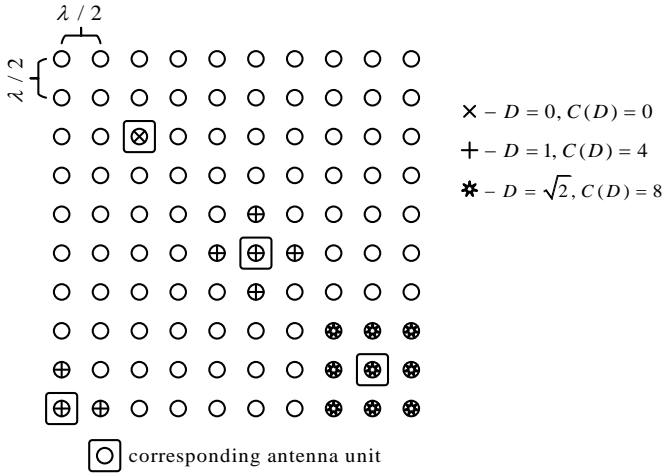 λ / 2
λ / 2
× – D = 0, C(D) = 0
+ – D = 1, C(D) = 4
✲ – D = √2, C(D) = 8
corresponding antenna unit